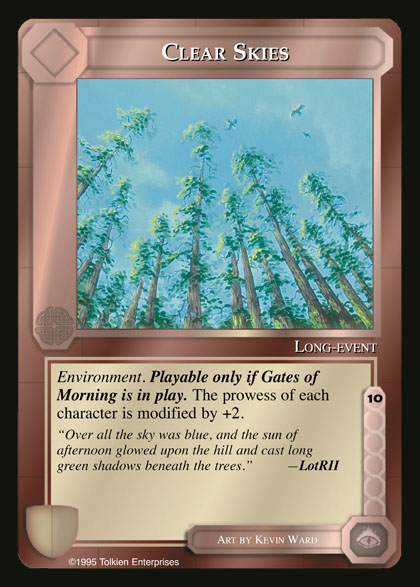 Clear Skies
Long-event
Environment. Playable only if Gates of
Morning is in play. The prowess of each
character is modified by +2.
“Over all the sky was blue, and the sun of
afternoon glowed upon the hill and cast long
green shadows beneath the trees.” —LotRII
10
Art by Kevin Ward
©1995 Tolkien Enterprises